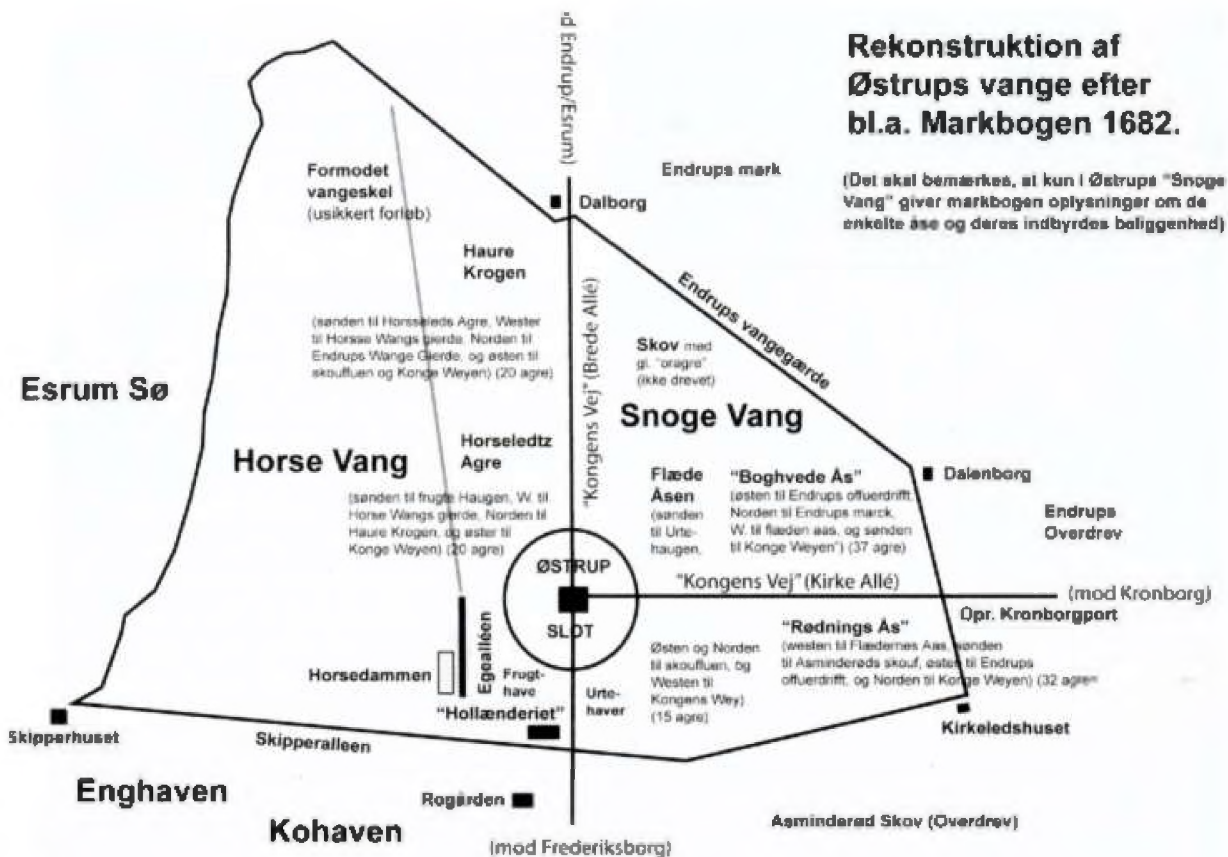 Rekonstruktion af
Østrups vange efter
bl.a. Markbogen 1682.
(Det skal bemærkes, at kun i Østrups "Snoge
Vang" giver markbogen oplysninger om de
enkelte åse og deres indbyrdes beliggenhed)
d Endrup/Esrum)
Endrups mark
Formodet
vangeskel
(usikkert forløb)
Dalborg
Haure
Krogen
"Kongens Vej" (Brede Allé)
Endrups vangegærde
(sønden til Horsseleds Agre, Wester
til Horsse Wangs gierde, Norden til
Endrups Wange Gierde, og østen til
skouffluen og Konge Weyen) (20 agre)
Skov med
gl. "oragre"
(ikke drevet)
Esrum Sø
Snoge Vang
Horse Vang
Horseledtz
Agre
(sønden til frugte Haugen, W. til
Horse Wangs gierde, Norden til
Haure Krogen, og øster til
Konge Weyen) (20 agre)
Flæde
Åsen
(sønden
til Urte-
haugen,
"Boghvede Ås"
(østen til Endrups offuerdrifft,
Norden til Endrups marck,
W. til flæden aas, og sønden
til Konge Weyen") (37 agre)
Dalenborg
Endrups
Overdrev
ØSTRUP
SLOT
"Kongens Vej" (Kirke Allé)
(mod Kronborg)
Opr. Kronborgport
"Rødnings Ås"
(westen til Flædernes Aas, sønden
til Asminderøds skouf, østen til Endrups
offuerdrifft, og Norden til Konge Weyen) (32 agre
Østen og Norden
til skouffluen, og
Westen til
Kongens Wey)
(15 agre)
Horsedammen
Egealléen
Frugt-
have
Urte-
haver
"Hollænderiet"
Skipperhuset
Skipperalleen
Kirkeledshuset
Enghaven
Rogården
Kohaven
Asminderød Skov (Overdrev)
(mod Frederiksborg)